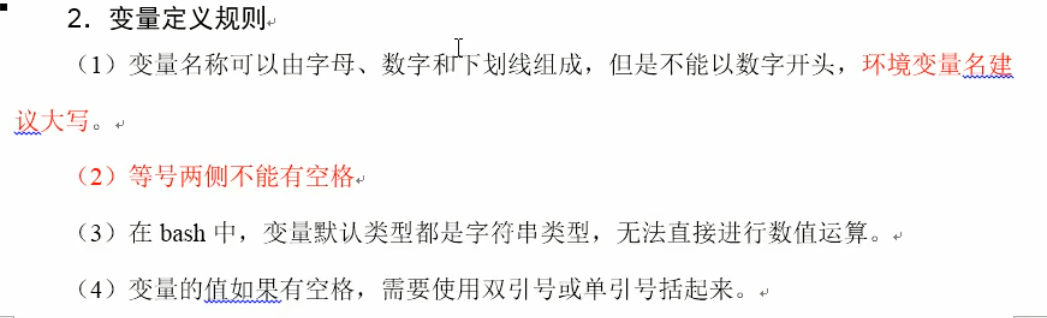 2．变量定义规则
（1）变量名称可以由字母、数字和下划线组成，但是不能以数字开头，环境变量名建
议大写。
（2）等号两侧不能有空格
（3）在 bash 中，变量默认类型都是字符串类型，无法直接进行数值运算。
（4）变量的值如果有空格，需要使用双引号或单引号括起来。